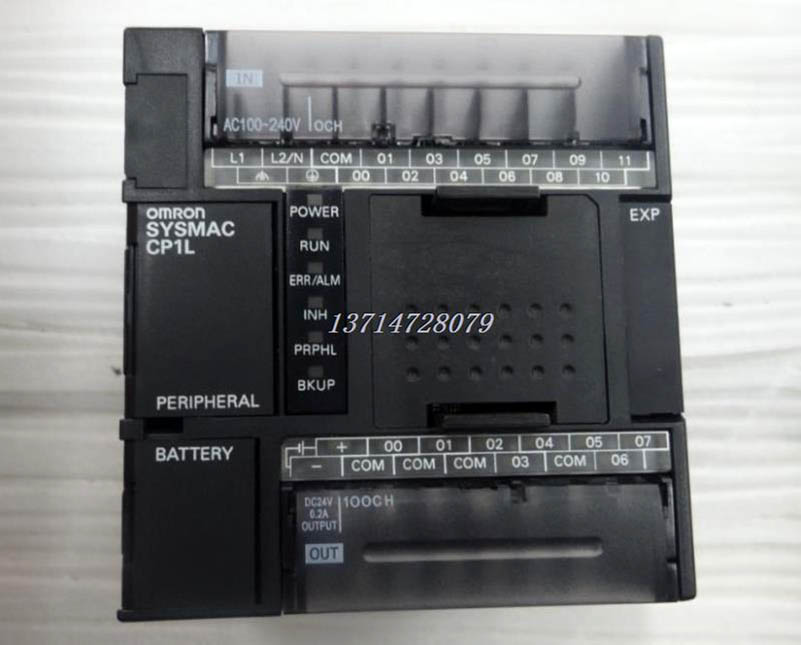 IN
AC100-240V 0CH
L1 L2/N COM 01 03 05 07 09 11
00 02 04 06 08 10
omron
SYSMAC
CP1L
POWER
RUN
ERR/ALM
INH
PRPHL
BKUP
EXP
13714728079
PERIPHERAL
BATTERY
+ 00 01 02 04 05 07
- COM COM COM 03 COM 06
DC24V
0.2A
OUTPUT
100CH
OUT